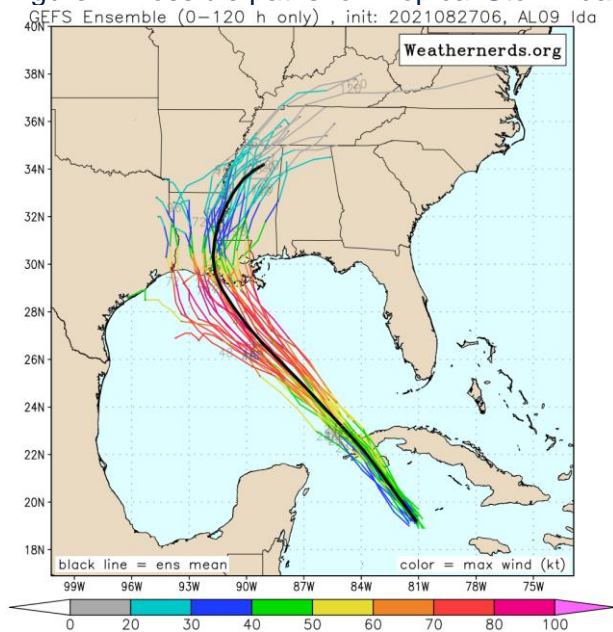 GEFS Ensemble (0-120 h only) , init: 2021082706, AL09 Ida
Weathernerds.org
40N
38N
36N
34N
32N
30N
28N
26N
24N
22N
20N
18N
black line = ens mean
color = max wind (kt)
99W 96W 93W 90W 87W 84W 81W 78W 75W
0 20 30 40 50 60 70 80 100